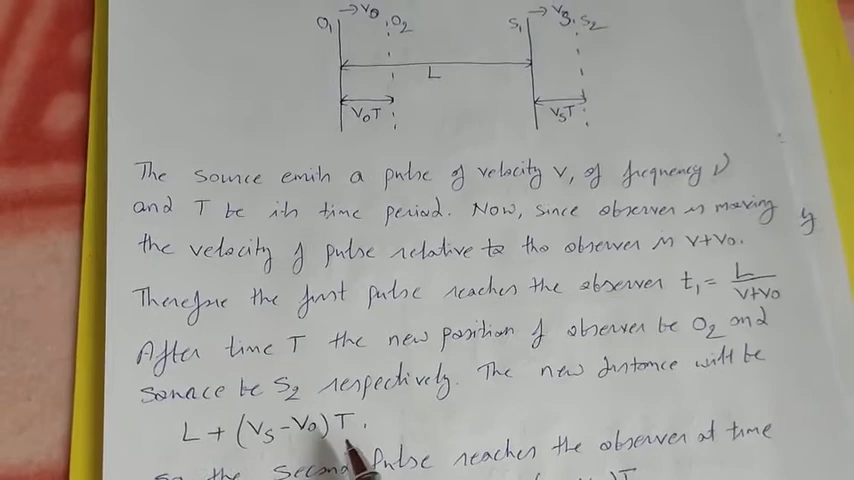 O₁ → V₀ O₂ S₁ → VS. S₂
L
V₀T VₛT
The source emits a pulse of velocity V, of frequency ν
and T be its time period. Now, since observer is moving
the velocity of pulse relative to the observer is V+V₀.
Therefore the first pulse reaches the observer t₁ = L/(V+V₀)
After time T the new position of observer be O₂ and
source be S₂ respectively. The new distance will be
L + (Vₛ-V₀)T.
So the second pulse reaches the observer at time